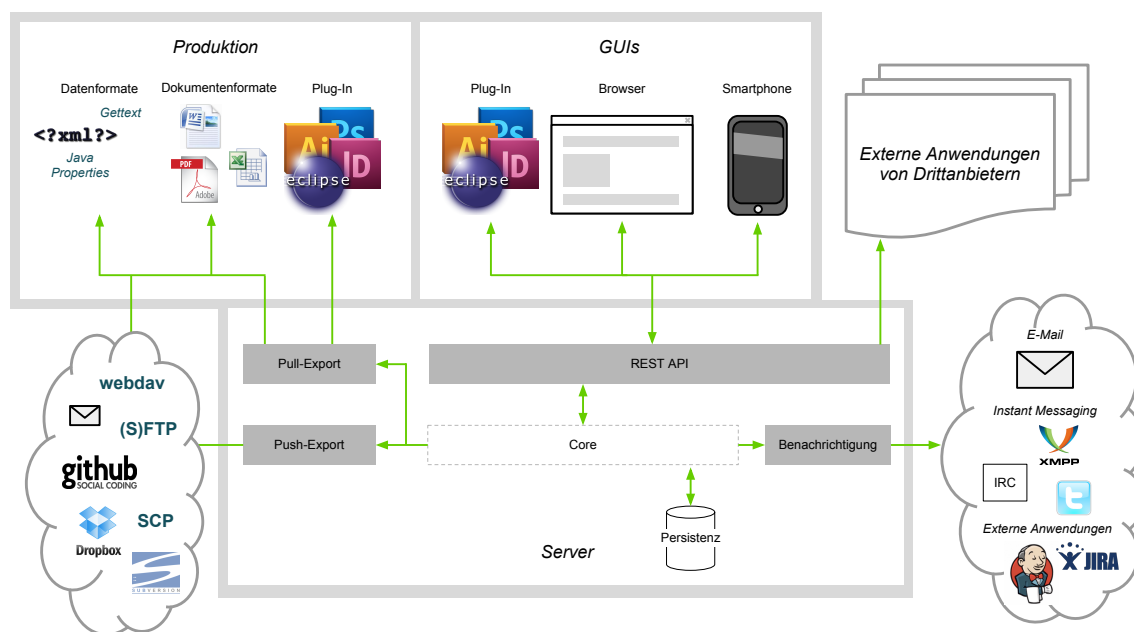 Produktion
Datenformate
Gettext
<?xml?>
Java
Properties
Dokumentenformate
W
PDF
Adobe
X
Plug-In
Ai
Ps
ID
eclipse
GUIs
Plug-In
Ai
Ps
ID
eclipse
Browser
Smartphone
Externe Anwendungen
von Drittanbietern
Pull-Export
REST API
Push-Export
Core
Benachrichtigung
Persistenz
Server
webdav
(S)FTP
github
SOCIAL CODING
SCP
Dropbox
SUBVERSION
E-Mail
Instant Messaging
XMPP
IRC
t
Externe Anwendungen
JIRA